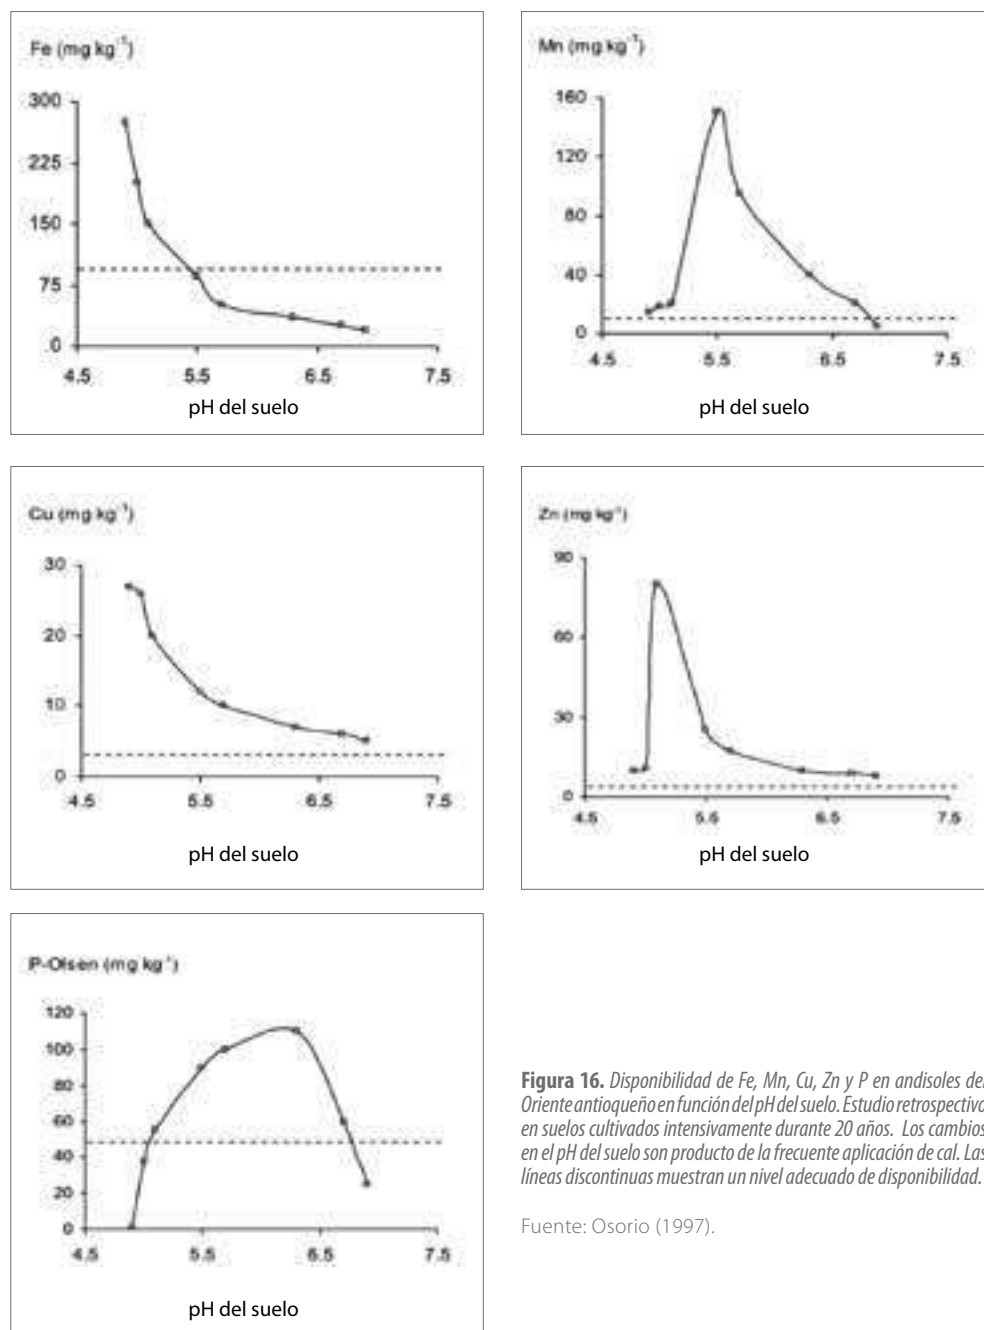 Fe (mg kg⁻¹)
300
225
150
75
0
4.5 5.5 6.5 7.5
pH del suelo
Mn (mg kg⁻¹)
160
120
80
40
0
4.5 5.5 6.5 7.5
pH del suelo
Cu (mg kg⁻¹)
30
20
10
0
4.5 5.5 6.5 7.5
pH del suelo
Zn (mg kg⁻¹)
90
60
30
0
4.5 5.5 6.5 7.5
pH del suelo
P-Olsen (mg kg⁻¹)
120
100
80
60
40
20
0
4.5 5.5 6.5 7.5
pH del suelo
Figura 16. Disponibilidad de Fe, Mn, Cu, Zn y P en andisoles del
Oriente antioqueño en función del pH del suelo. Estudio retrospectivo
en suelos cultivados intensivamente durante 20 años. Los cambios
en el pH del suelo son producto de la frecuente aplicación de cal. Las
líneas discontinuas muestran un nivel adecuado de disponibilidad.
Fuente: Osorio (1997).